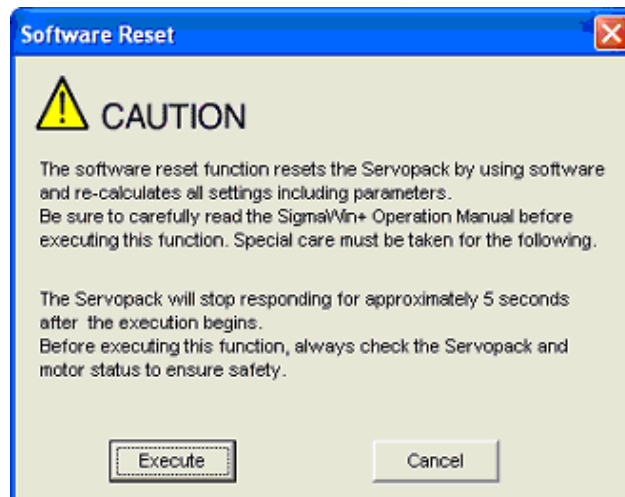 Software Reset
CAUTION
The software reset function resets the Servopack by using software
and re-calculates all settings including parameters.
Be sure to carefully read the SigmaWin+ Operation Manual before
executing this function. Special care must be taken for the following.
The Servopack will stop responding for approximately 5 seconds
after the execution begins.
Before executing this function, always check the Servopack and
motor status to ensure safety.
Execute
Cancel